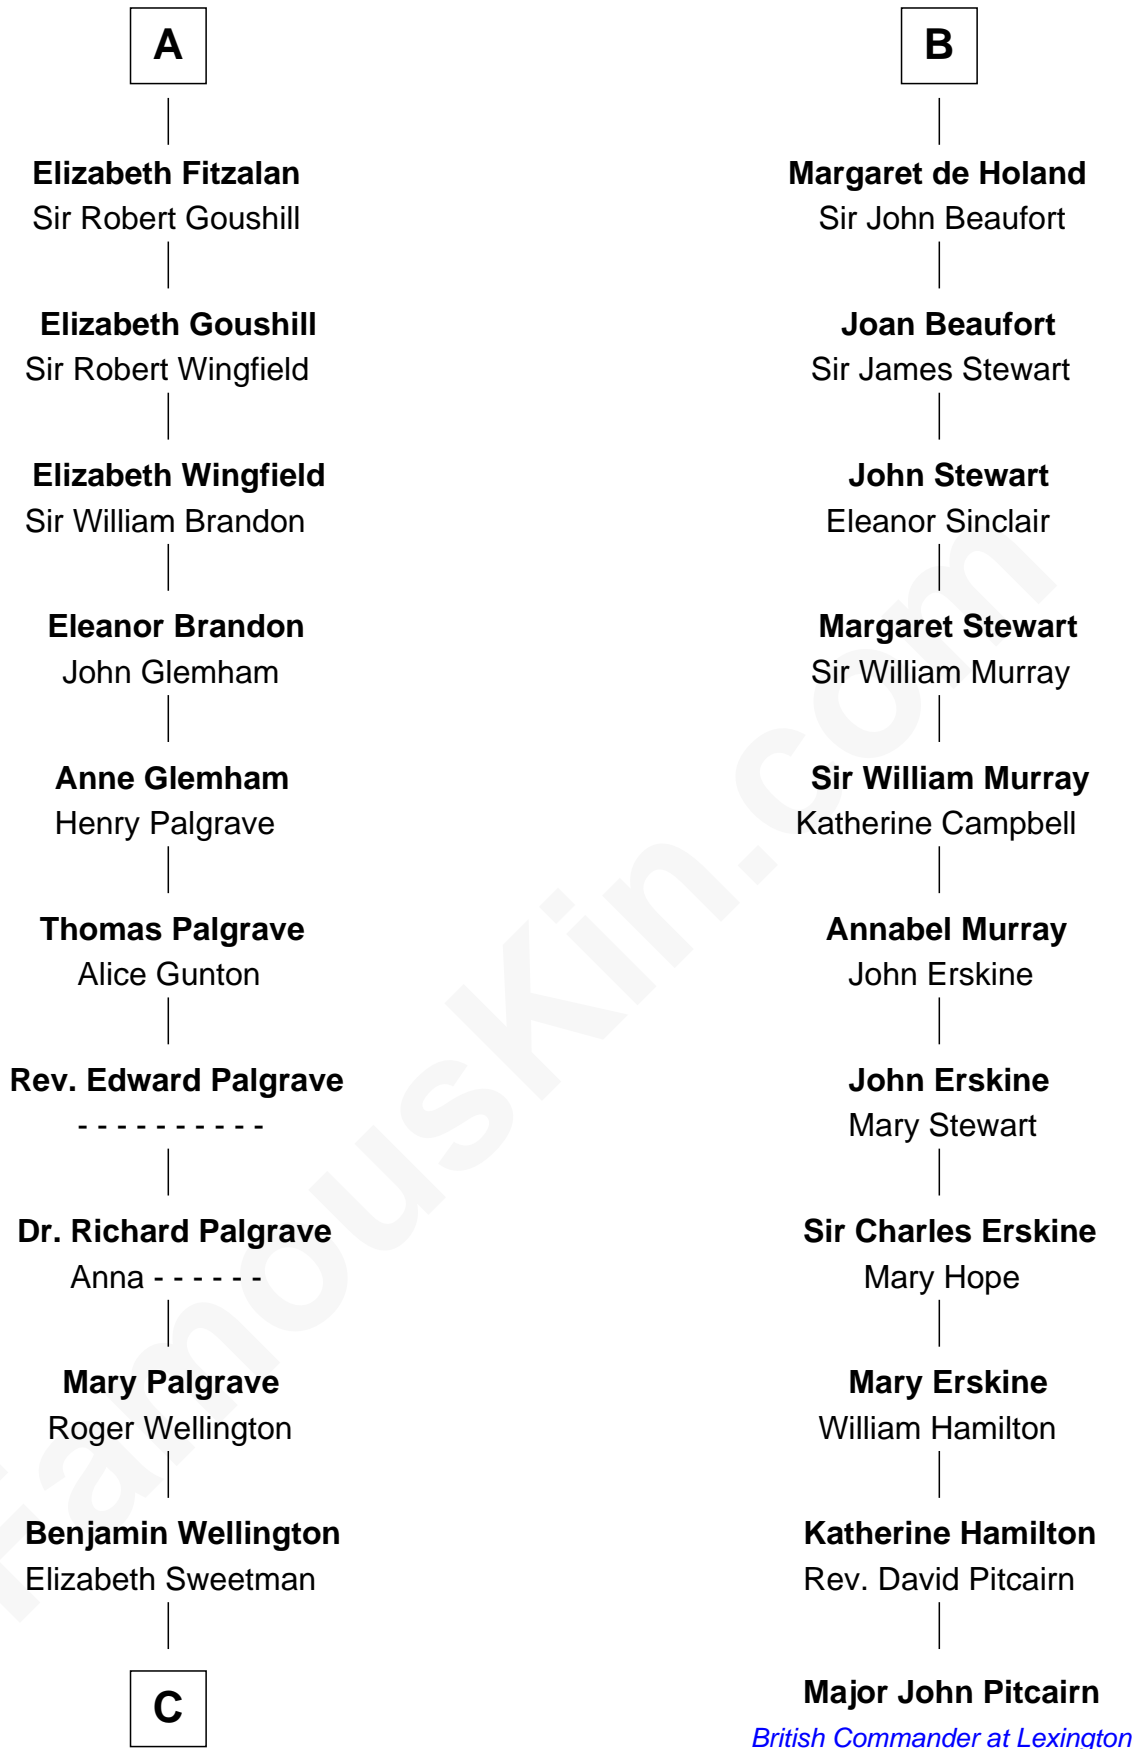 A
Elizabeth Fitzalan
Sir Robert Goushill
Elizabeth Goushill
Sir Robert Wingfield
Elizabeth Wingfield
Sir William Brandon
Eleanor Brandon
John Glemham
Anne Glemham
Henry Palgrave
Thomas Palgrave
Alice Gunton
Rev. Edward Palgrave
- - - - - - - - - -
Dr. Richard Palgrave
Anna - - - - - -
Mary Palgrave
Roger Wellington
Benjamin Wellington
Elizabeth Sweetman
C
B
Margaret de Holand
Sir John Beaufort
Joan Beaufort
Sir James Stewart
John Stewart
Eleanor Sinclair
Margaret Stewart
Sir William Murray
Sir William Murray
Katherine Campbell
Annabel Murray
John Erskine
John Erskine
Mary Stewart
Sir Charles Erskine
Mary Hope
Mary Erskine
William Hamilton
Katherine Hamilton
Rev. David Pitcairn
Major John Pitcairn
British Commander at Lexington
FamousKin.com